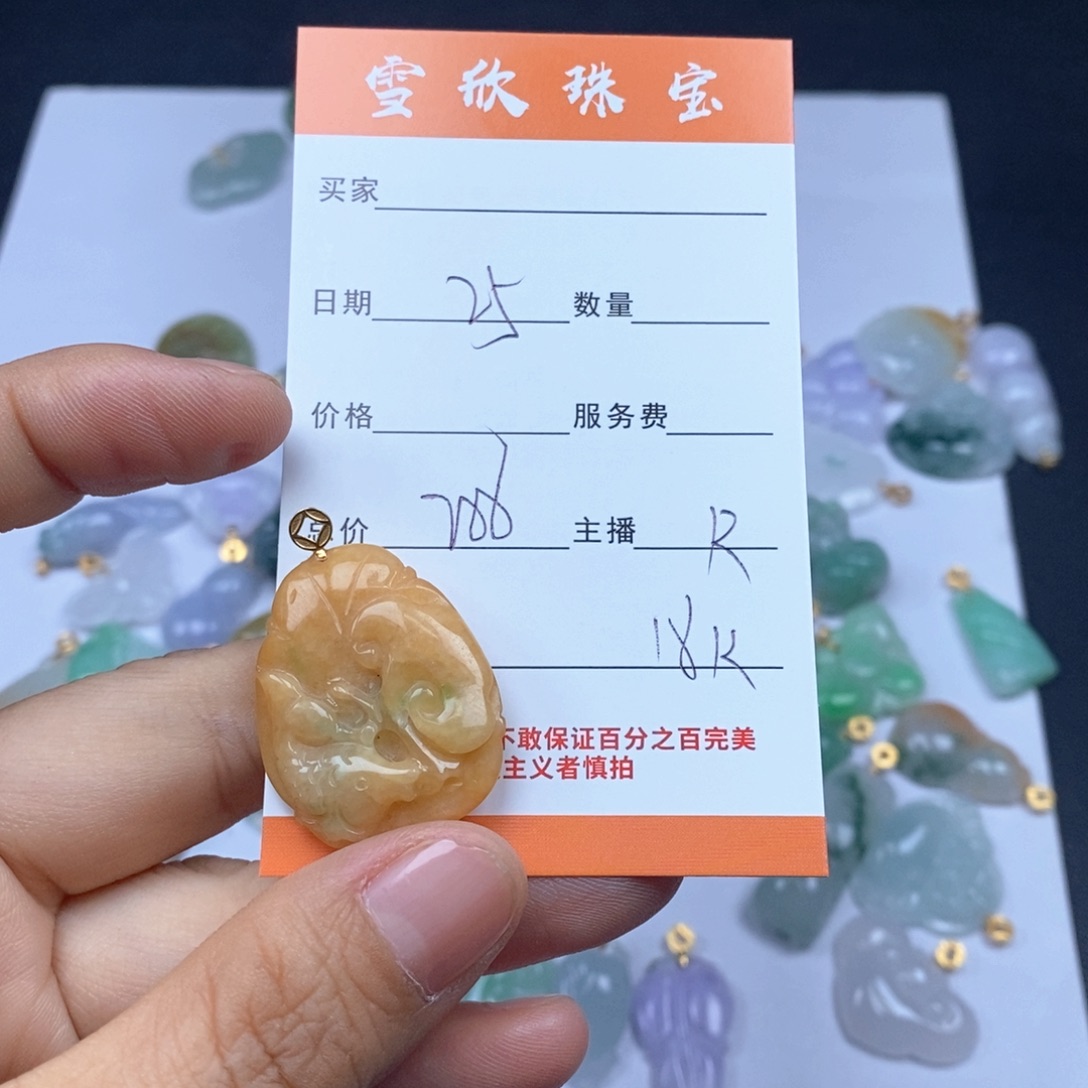 雪欣珠宝
买家
日期 25 数量
价格 服务费
总价 主播 R
18K
不敢保证百分之百完美
主义者慎拍